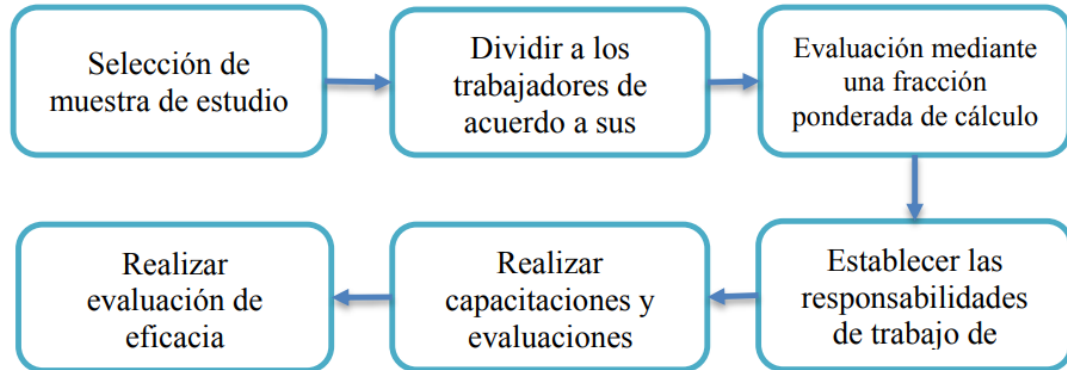 Selección de
muestra de estudio
Dividir a los
trabajadores de
acuerdo a sus
Evaluación mediante
una fracción
ponderada de cálculo
Establecer las
responsabilidades
de trabajo de
Realizar
capacitaciones y
evaluaciones
Realizar
evaluación de
eficacia